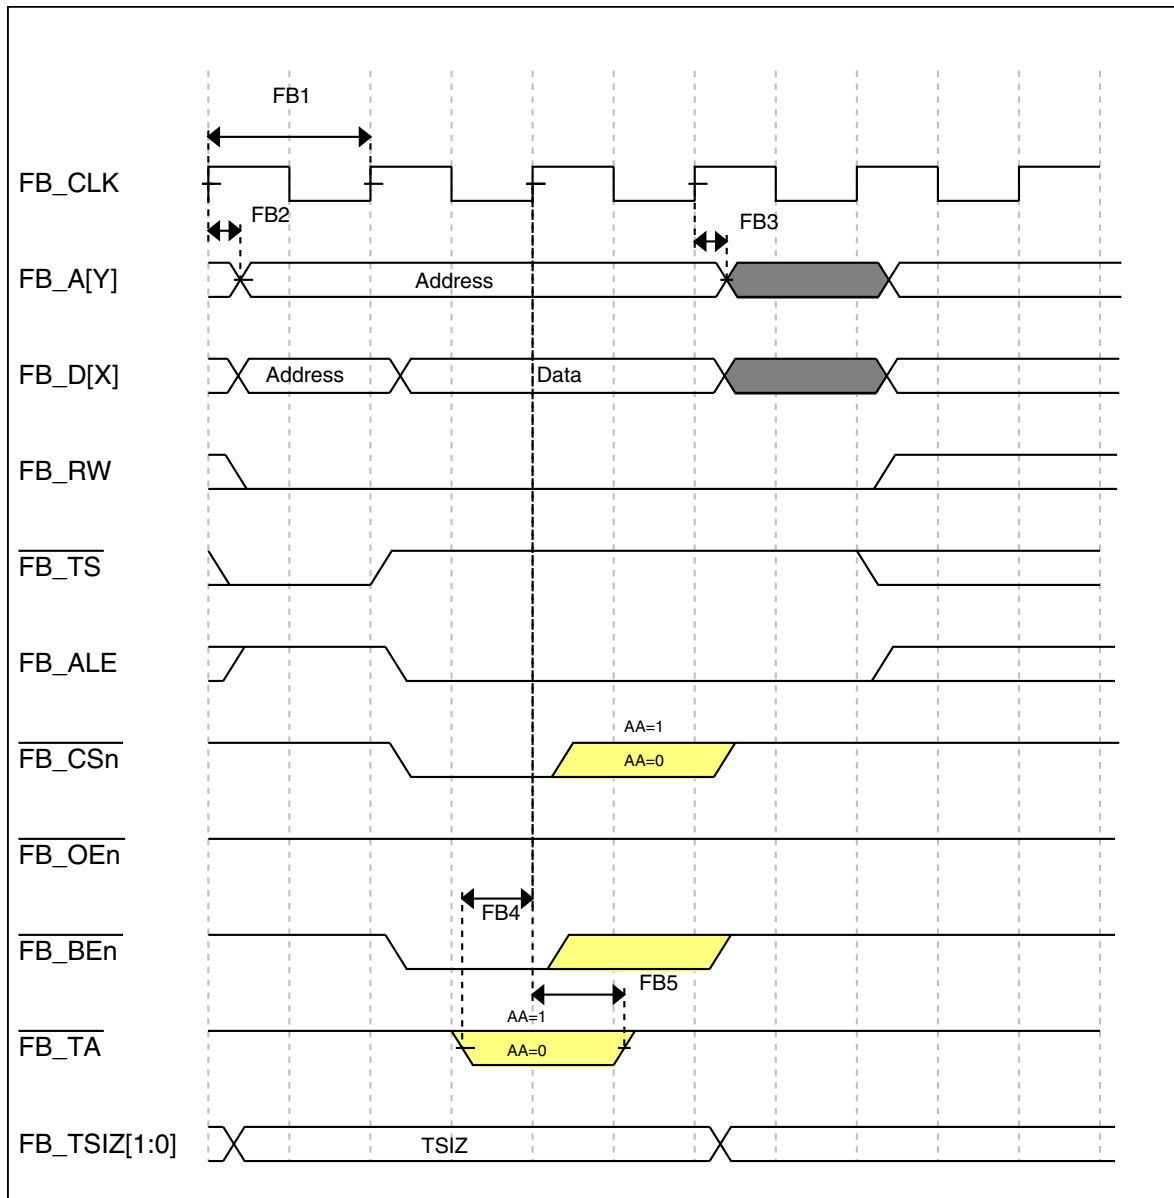 FB1
FB_CLK
FB2
FB3
FB_A[Y]
Address
FB_D[X]
Address
Data
FB_RW
FB_TS
FB_ALE
AA=1
FB_CSn
AA=0
FB_OEn
FB4
FB_BEn
FB5
AA=1
FB_TA
AA=0
FB_TSIZ[1:0]
TSIZ